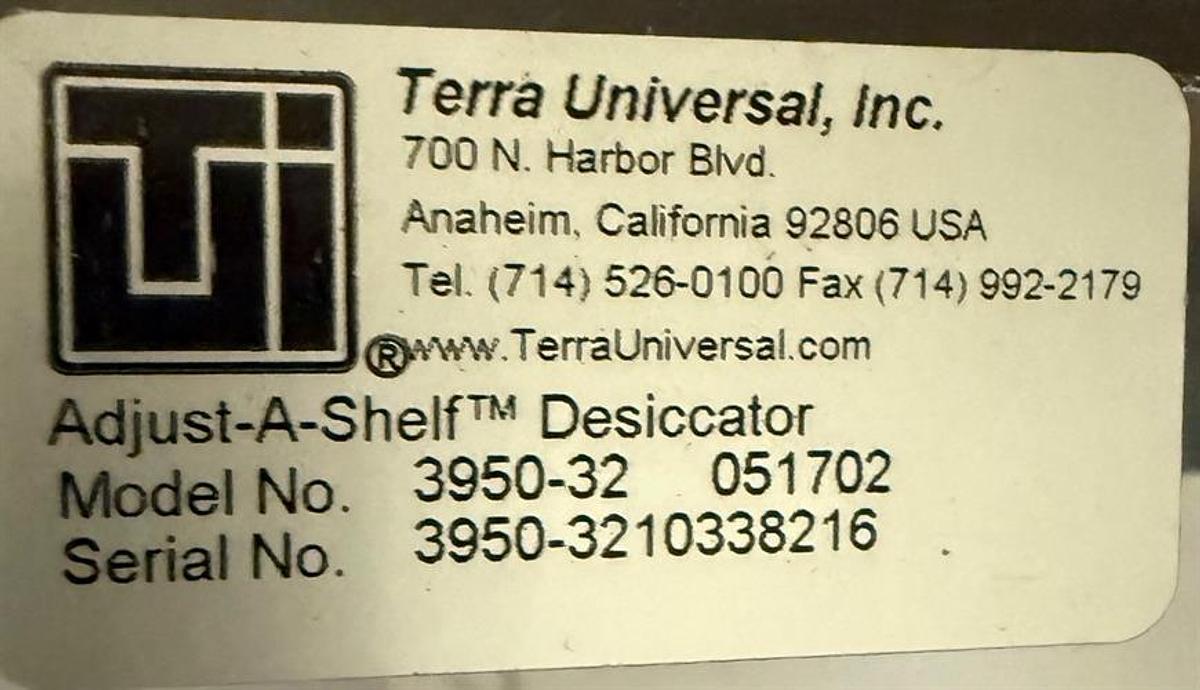 Ti
Terra Universal, Inc.
700 N. Harbor Blvd.
Anaheim, California 92806 USA
Tel. (714) 526-0100 Fax (714) 992-2179
®www.TerraUniversal.com
Adjust-A-Shelf™ Desiccator
Model No. 3950-32 051702
Serial No. 3950-3210338216